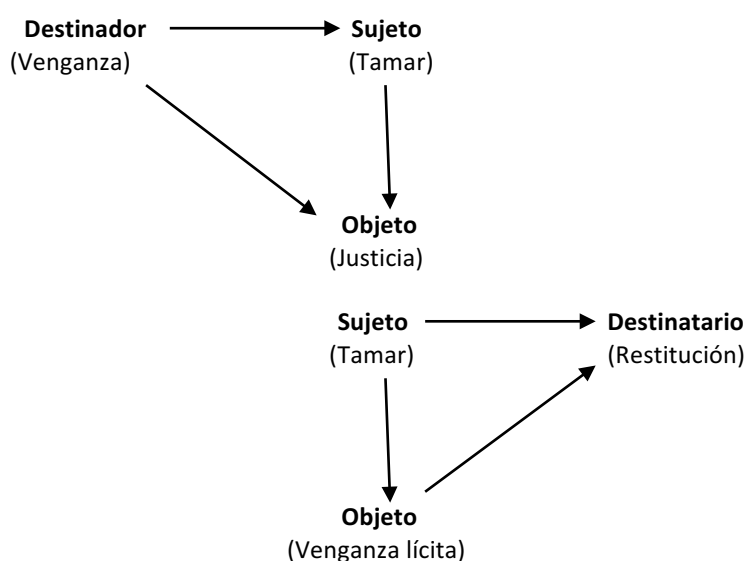 Destinador Sujeto
(Venganza) (Tamar)
Objeto
(Justicia)
Sujeto Destinatario
(Tamar) (Restitución)
Objeto
(Venganza lícita)